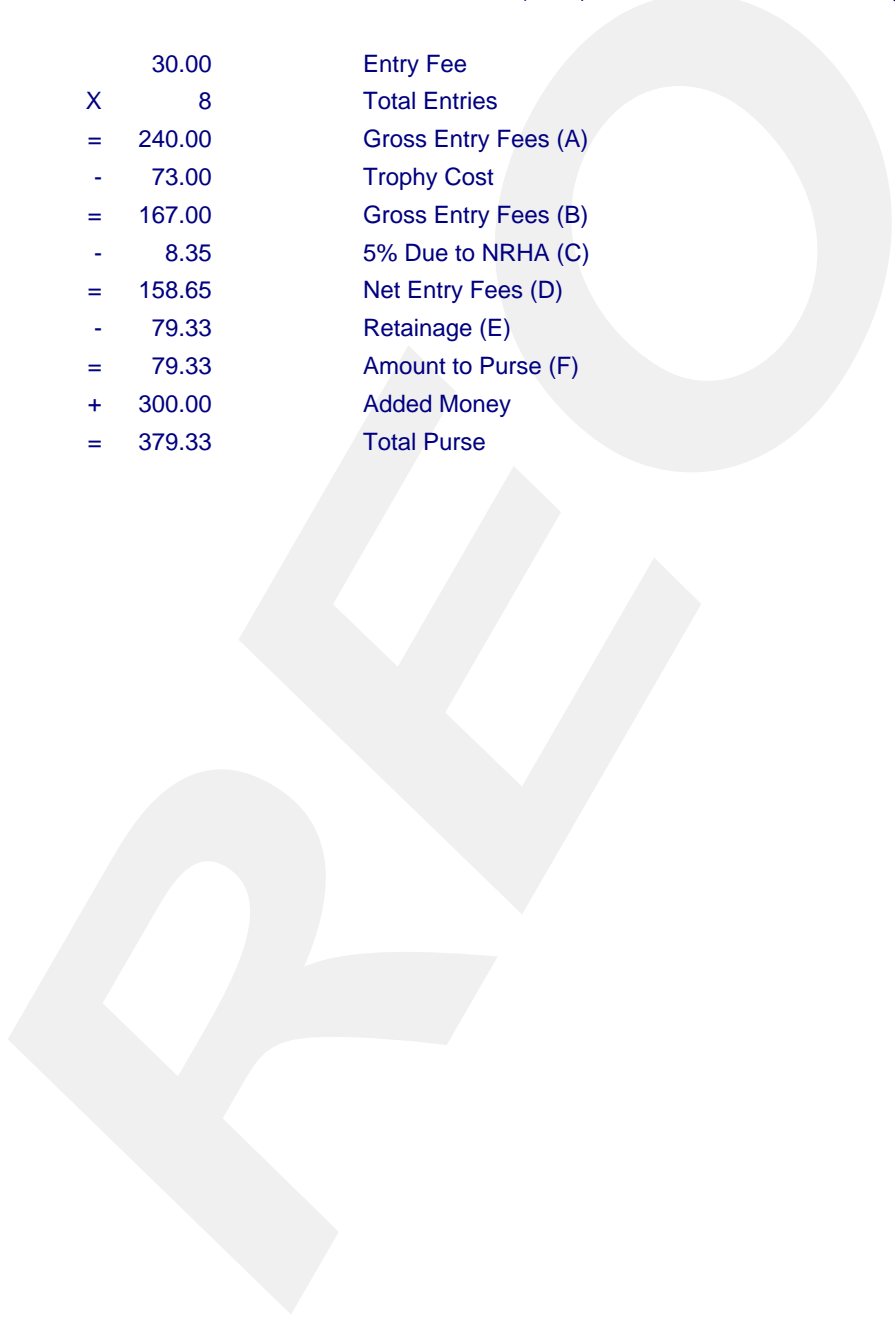 30.00 Entry Fee
X 8 Total Entries
= 240.00 Gross Entry Fees (A)
- 73.00 Trophy Cost
= 167.00 Gross Entry Fees (B)
- 8.35 5% Due to NRHA (C)
= 158.65 Net Entry Fees (D)
- 79.33 Retainage (E)
= 79.33 Amount to Purse (F)
+ 300.00 Added Money
= 379.33 Total Purse
REO